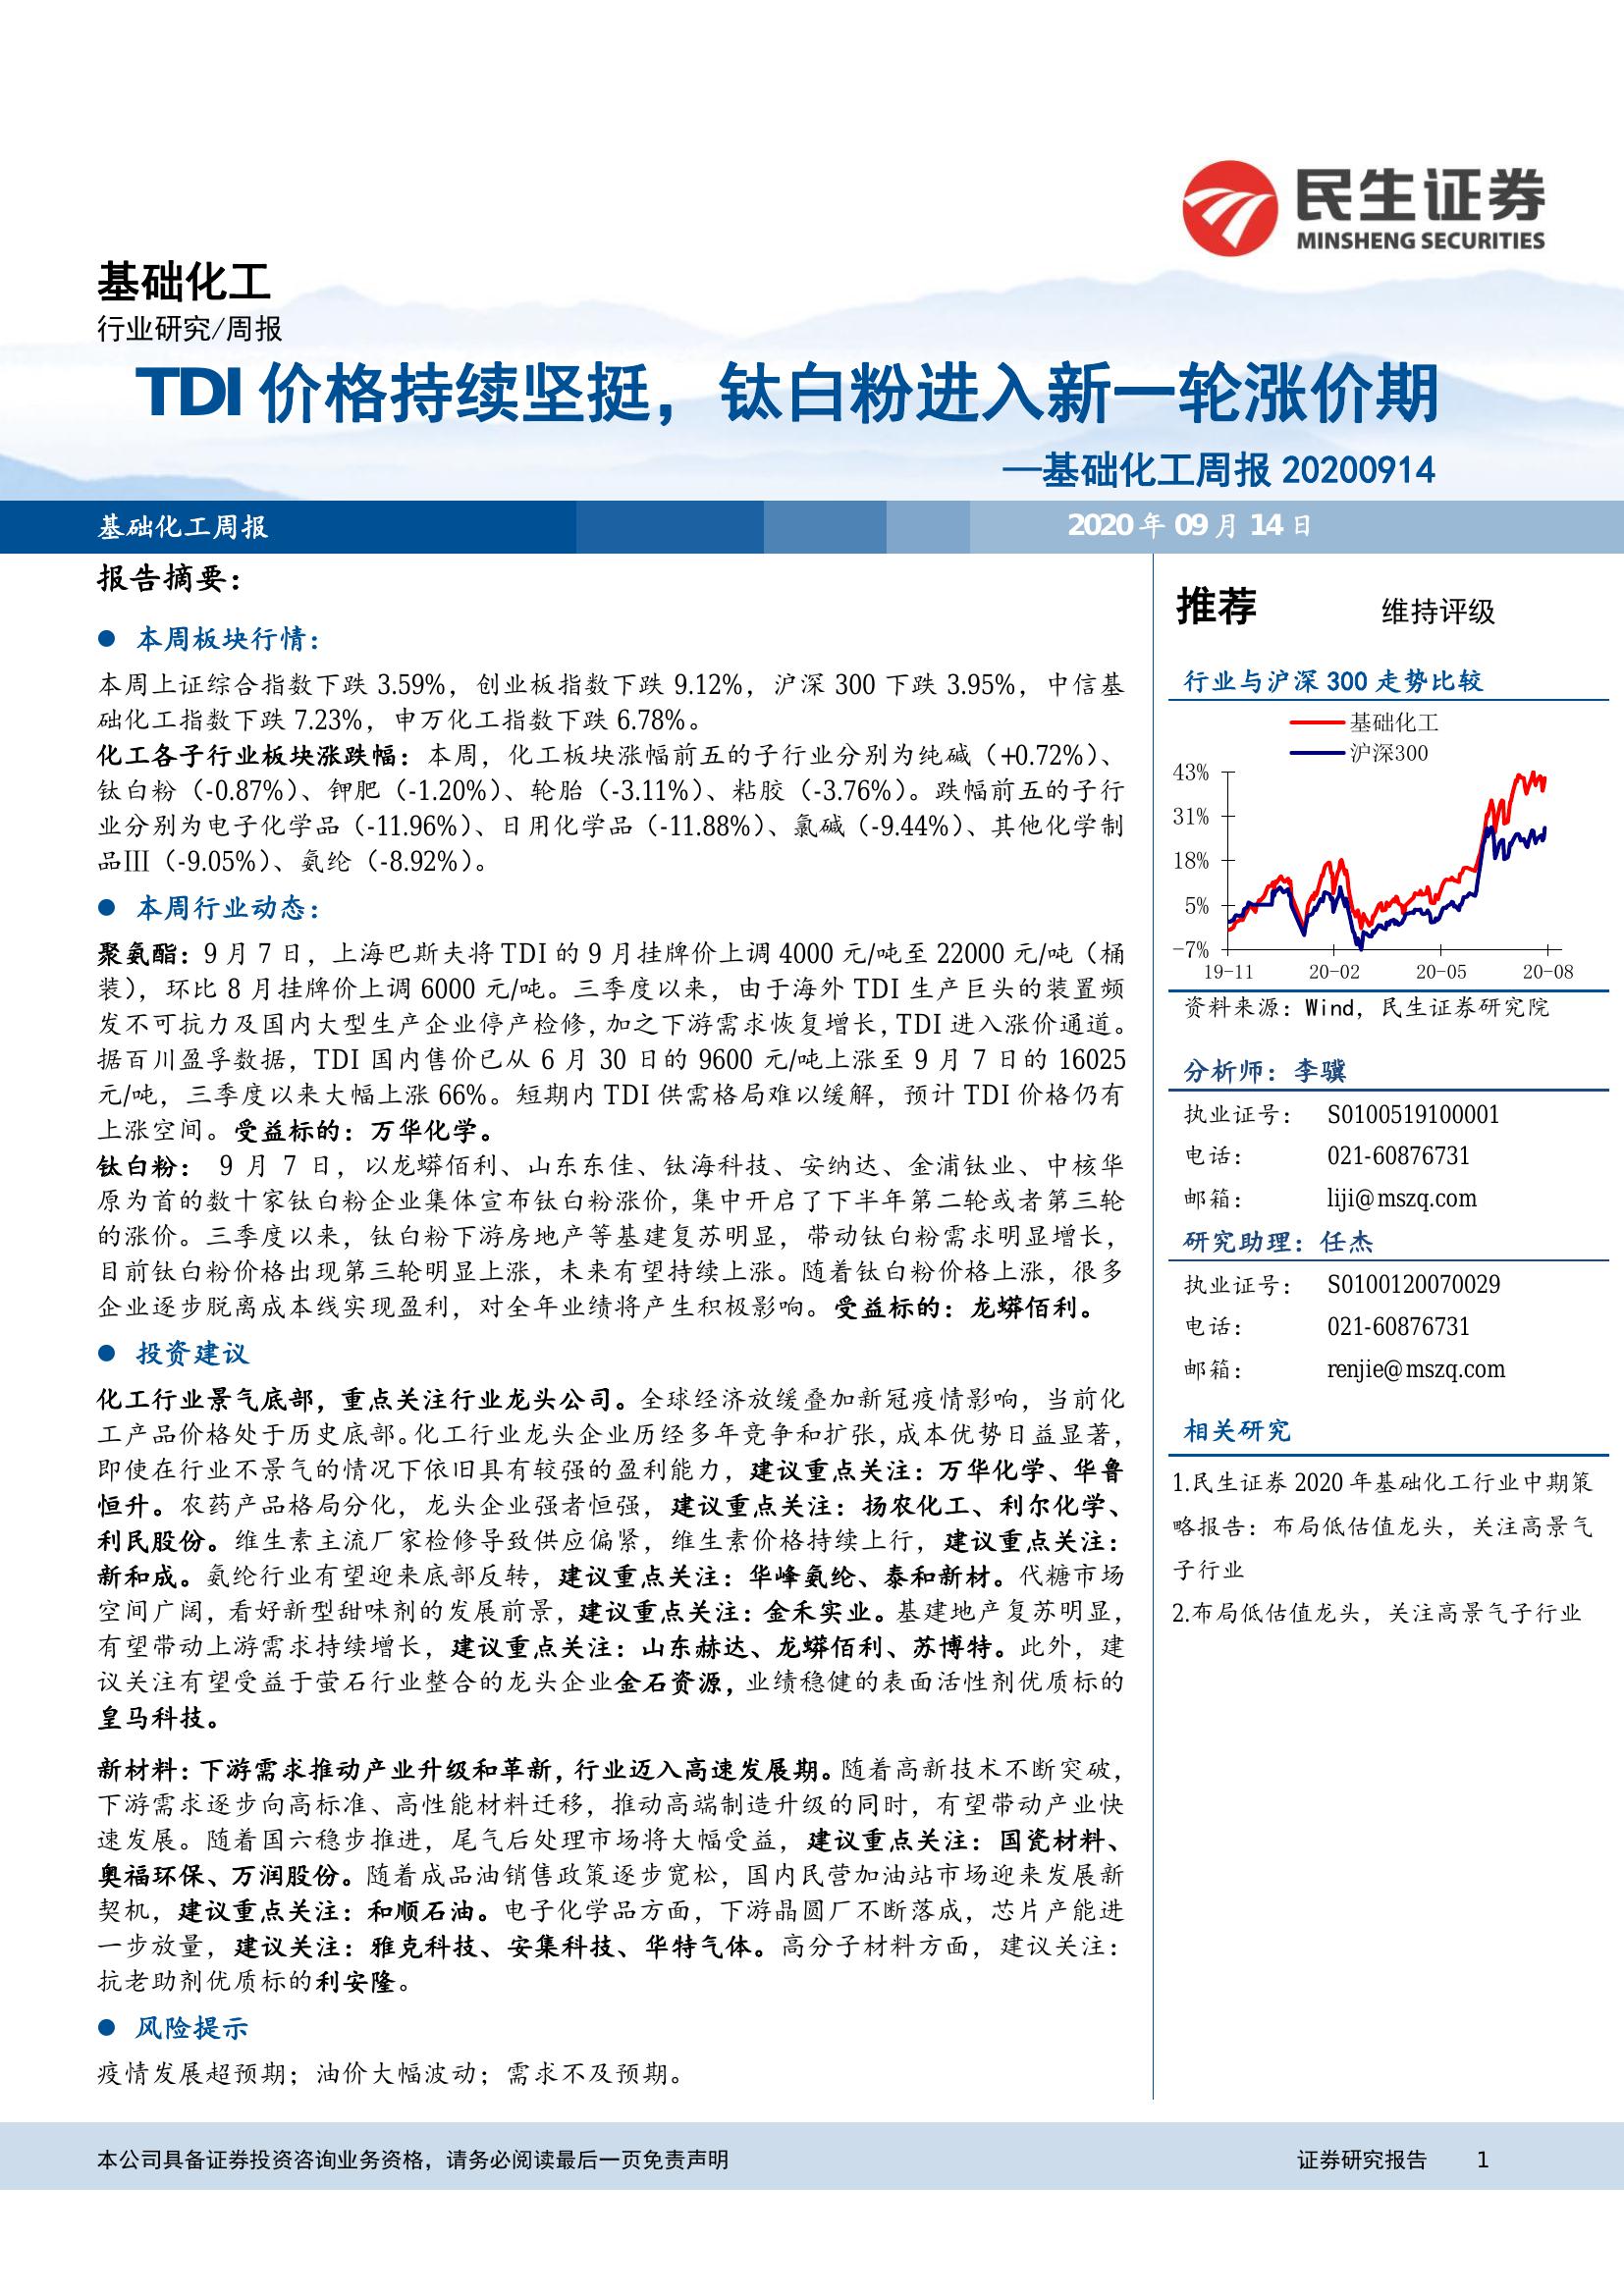 民生证券
MINSHENG SECURITIES
基础化工
行业研究/周报
TDI 价格持续坚挺，钛白粉进入新一轮涨价期
—基础化工周报 20200914
基础化工周报
2020 年 09 月 14 日
报告摘要：
● 本周板块行情：
本周上证综合指数下跌 3.59%，创业板指数下跌 9.12%，沪深 300 下跌 3.95%，中信基
础化工指数下跌 7.23%，申万化工指数下跌 6.78%。
化工各子行业板块涨跌幅：本周，化工板块涨幅前五的子行业分别为纯碱（+0.72%）、
钛白粉（-0.87%）、钾肥（-1.20%）、轮胎（-3.11%）、粘胶（-3.76%）。跌幅前五的子行
业分别为电子化学品（-11.96%）、日用化学品（-11.88%）、氯碱（-9.44%）、其他化学制
品Ⅲ（-9.05%）、氨纶（-8.92%）。
● 本周行业动态：
聚氨酯：9 月 7 日，上海巴斯夫将 TDI 的 9 月挂牌价上调 4000 元/吨至 22000 元/吨（桶
装），环比 8 月挂牌价上调 6000 元/吨。三季度以来，由于海外 TDI 生产巨头的装置频
发不可抗力及国内大型生产企业停产检修，加之下游需求恢复增长，TDI 进入涨价通道。
据百川盈孚数据，TDI 国内售价已从 6 月 30 日的 9600 元/吨上涨至 9 月 7 日的 16025
元/吨，三季度以来大幅上涨 66%。短期内 TDI 供需格局难以缓解，预计 TDI 价格仍有
上涨空间。受益标的：万华化学。
钛白粉： 9 月 7 日，以龙蟒佰利、山东东佳、钛海科技、安纳达、金浦钛业、中核华
原为首的数十家钛白粉企业集体宣布钛白粉涨价，集中开启了下半年第二轮或者第三轮
的涨价。三季度以来，钛白粉下游房地产等基建复苏明显，带动钛白粉需求明显增长，
目前钛白粉价格出现第三轮明显上涨，未来有望持续上涨。随着钛白粉价格上涨，很多
企业逐步脱离成本线实现盈利，对全年业绩将产生积极影响。受益标的：龙蟒佰利。
● 投资建议
化工行业景气底部，重点关注行业龙头公司。全球经济放缓叠加新冠疫情影响，当前化
工产品价格处于历史底部。化工行业龙头企业历经多年竞争和扩张，成本优势日益显著，
即使在行业不景气的情况下依旧具有较强的盈利能力，建议重点关注：万华化学、华鲁
恒升。农药产品格局分化，龙头企业强者恒强，建议重点关注：扬农化工、利尔化学、
利民股份。维生素主流厂家检修导致供应偏紧，维生素价格持续上行，建议重点关注：
新和成。氨纶行业有望迎来底部反转，建议重点关注：华峰氨纶、泰和新材。代糖市场
空间广阔，看好新型甜味剂的发展前景，建议重点关注：金禾实业。基建地产复苏明显，
有望带动上游需求持续增长，建议重点关注：山东赫达、龙蟒佰利、苏博特。此外，建
议关注有望受益于萤石行业整合的龙头企业金石资源，业绩稳健的表面活性剂优质标的
皇马科技。
新材料：下游需求推动产业升级和革新，行业迈入高速发展期。随着高新技术不断突破，
下游需求逐步向高标准、高性能材料迁移，推动高端制造升级的同时，有望带动产业快
速发展。随着国六稳步推进，尾气后处理市场将大幅受益，建议重点关注：国瓷材料、
奥福环保、万润股份。随着成品油销售政策逐步宽松，国内民营加油站市场迎来发展新
契机，建议重点关注：和顺石油。电子化学品方面，下游晶圆厂不断落成，芯片产能进
一步放量，建议关注：雅克科技、安集科技、华特气体。高分子材料方面，建议关注：
抗老助剂优质标的利安隆。
● 风险提示
疫情发展超预期；油价大幅波动；需求不及预期。
推荐 维持评级
行业与沪深 300 走势比较
基础化工
沪深300
43%
31%
18%
5%
-7%
19-11 20-02 20-05 20-08
资料来源：Wind，民生证券研究院
分析师：李骥
执业证号： S0100519100001
电话： 021-60876731
邮箱： liji@mszq.com
研究助理：任杰
执业证号： S0100120070029
电话： 021-60876731
邮箱： renjie@mszq.com
相关研究
1.民生证券 2020 年基础化工行业中期策
略报告：布局低估值龙头，关注高景气
子行业
2.布局低估值龙头，关注高景气子行业
本公司具备证券投资咨询业务资格，请务必阅读最后一页免责声明
证券研究报告 1